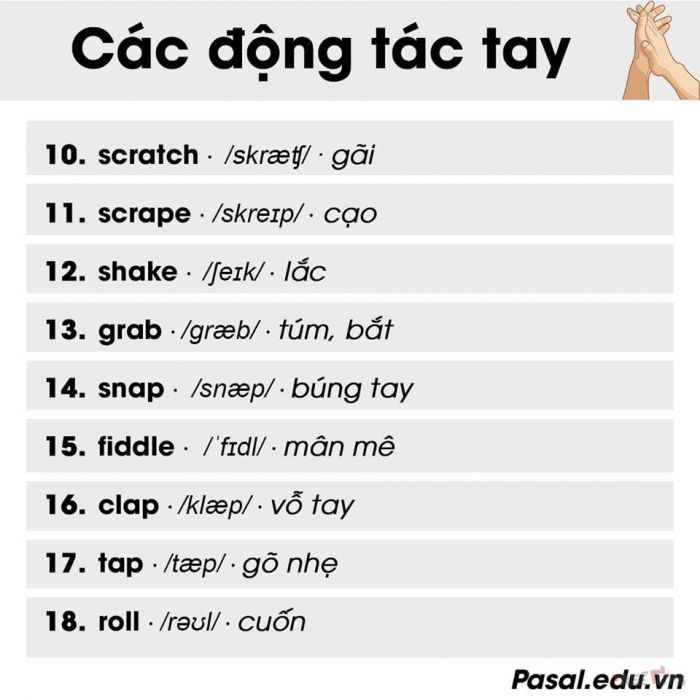 Các động tác tay
10. scratch · /skræʧ/ · gãi
11. scrape · /skreɪp/ · cạo
12. shake · /ʃeɪk/ · lắc
13. grab · /græb/ · túm, bắt
14. snap · /snæp/ · búng tay
15. fiddle · /ˈfɪdl/ · mân mê
16. clap · /klæp/ · vỗ tay
17. tap · /tæp/ · gõ nhẹ
18. roll · /rəʊl/ · cuốn
Pasal.edu.vn